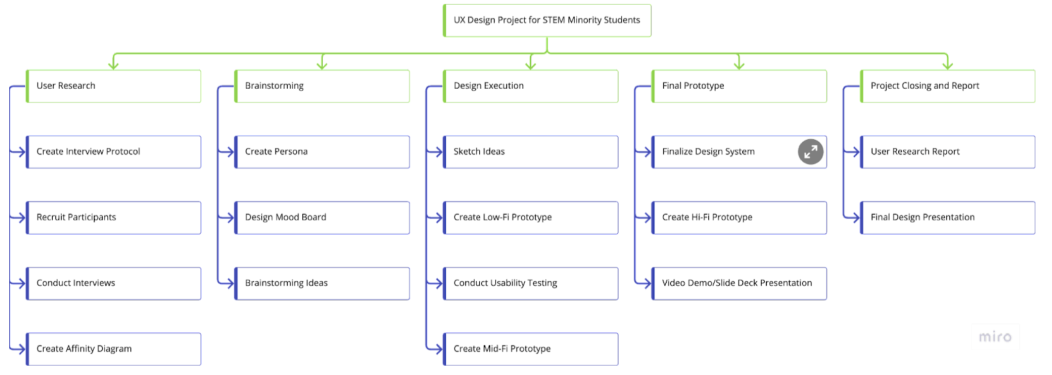 UX Design Project for STEM Minority Students
User Research
Brainstorming
Design Execution
Final Prototype
Project Closing and Report
Create Interview Protocol
Create Persona
Sketch Ideas
Finalize Design System
User Research Report
Recruit Participants
Design Mood Board
Create Low-Fi Prototype
Create Hi-Fi Prototype
Final Design Presentation
Conduct Interviews
Brainstorming Ideas
Conduct Usability Testing
Video Demo/Slide Deck Presentation
Create Affinity Diagram
Create Mid-Fi Prototype
miro